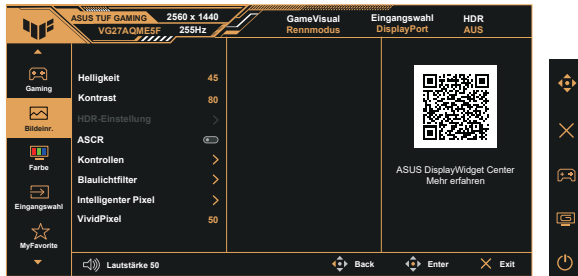 ASUS TUF GAMING 2560 x 1440
VG27AQME5F 255Hz
GameVisual
Rennmodus
Eingangswahl
DisplayPort
HDR
AUS
Gaming
Bildeinr.
Farbe
Eingangswahl
MyFavorite
Helligkeit 45
Kontrast 80
HDR-Einstellung
ASCR
Kontrollen
Blaulichtfilter
Intelligenter Pixel
VividPixel 50
ASUS DisplayWidget Center
Mehr erfahren
Lautstärke 50
Back
Enter
Exit